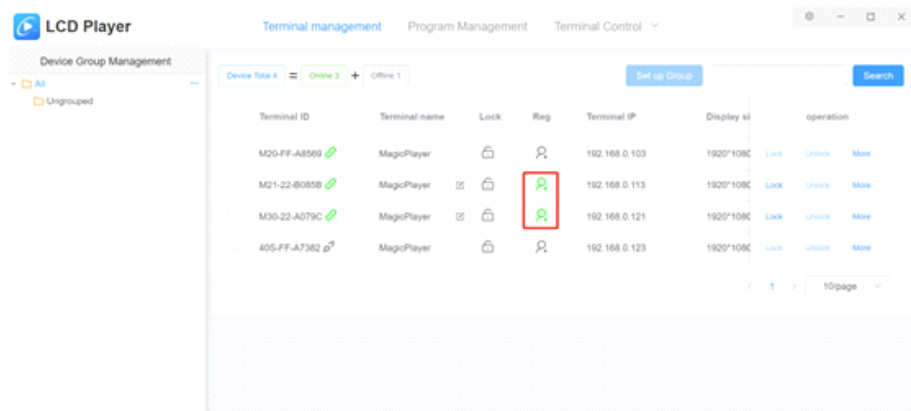 LCD Player
Terminal management Program Management Terminal Control
Device Group Management
All
Ungrouped
Device Total 4 = Online 3 + Offline 1 Set up Group Search
Terminal ID Terminal name Lock Reg Terminal IP Display si operation
M20-FF-A8569 MagicPlayer 192.168.0.103 1920*1080 Lock Unlock More
M21-22-B085B MagicPlayer 192.168.0.113 1920*1080 Lock Unlock More
M30-22-A079C MagicPlayer 192.168.0.121 1920*1080 Lock Unlock More
40S-FF-A7382 MagicPlayer 192.168.0.123 1920*1080 Lock Unlock More
< 1 > 10/page